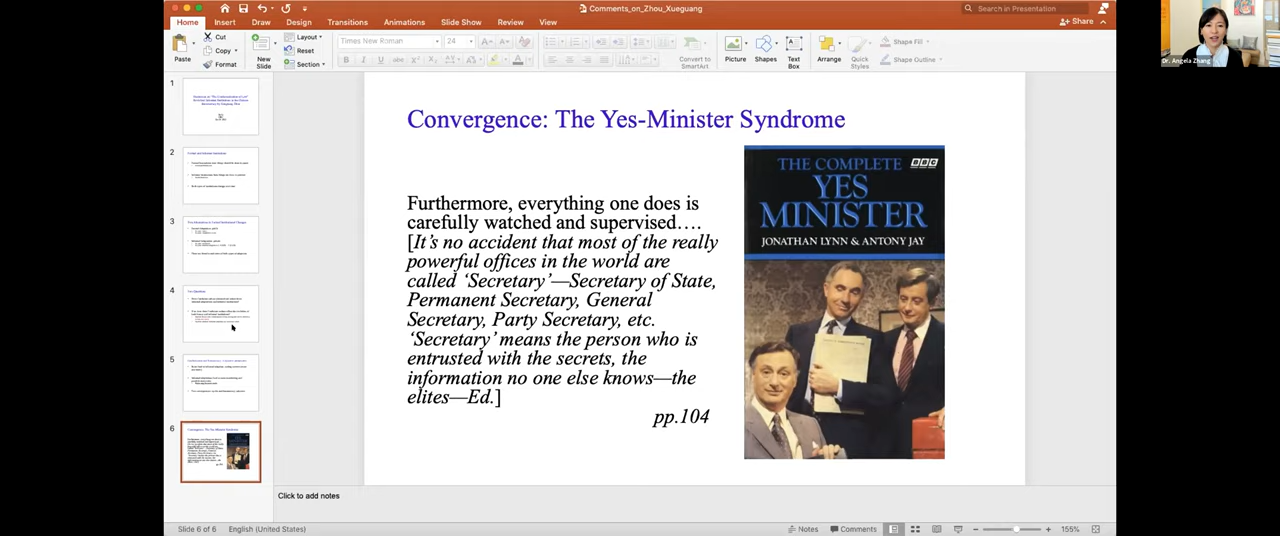 Comments_on_Zhou_Xueguang
Search in Presentation
Home Insert Draw Design Transitions Animations Slide Show Review View
Share
Paste
Cut
Copy
Format
New Slide
Layout
Reset
Section
Times New Roman
24
Convert to SmartArt
Picture
Shapes
Text Box
Arrange
Quick Styles
Shape Fill
Shape Outline
Dr. Angela Zhang
1
2
3
4
5
6
Convergence: The Yes-Minister Syndrome
Furthermore, everything one does is
carefully watched and supervised….
[It's no accident that most of the really
powerful offices in the world are
called 'Secretary'—Secretary of State,
Permanent Secretary, General
Secretary, Party Secretary, etc.
'Secretary' means the person who is
entrusted with the secrets, the
information no one else knows—the
elites—Ed.]
pp.104
THE COMPLETE
BBC
YES
MINISTER
JONATHAN LYNN & ANTONY JAY
Click to add notes
Slide 6 of 6
English (United States)
Notes
Comments
155%